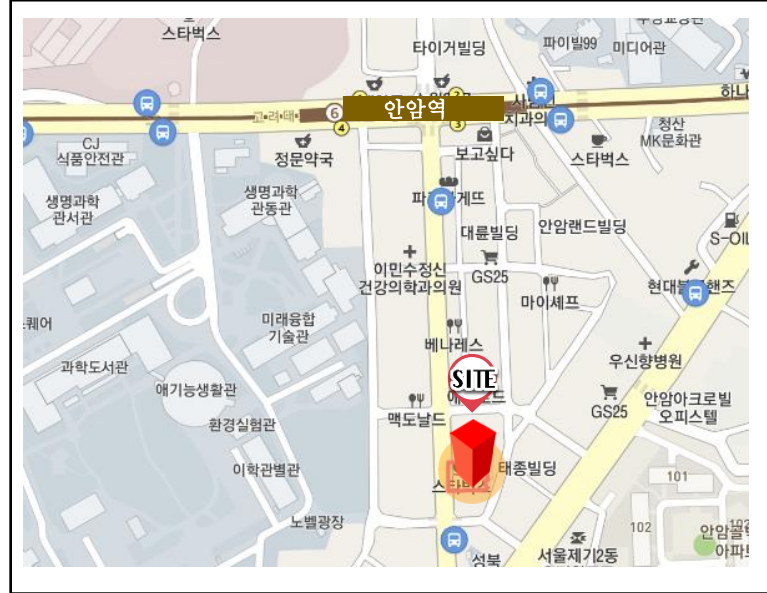 스타벅스
타이거빌딩
파이빌99
미디어관
안암역
6
4
2
3
고려대
CJ
식품안전관
정문약국
보고싶다
스타벅스
청산
MK문화관
생명과학
관서관
생명과학
관동관
대륜빌딩
안암랜드빌딩
S-OIL
이민수정신
건강의학과의원
GS25
마이셰프
미래융합
기술관
베나레스
우신향병원
과학도서관
SITE
애기능생활관
맥도날드
GS25
안암아크로빌
오피스텔
환경실험관
이학관별관
태종빌딩
101
노벨광장
102
성북
서울제기2동